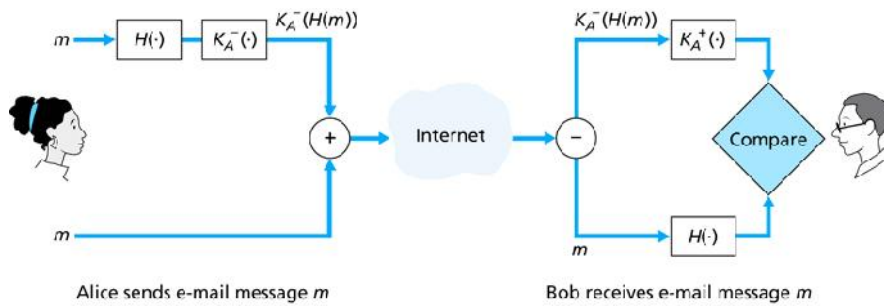 K_A^-(H(m))
K_A^-(H(m))
m
H(·)
K_A^-(·)
K_A^+(·)
+
Internet
−
Compare
m
m
H(·)
Alice sends e-mail message m
Bob receives e-mail message m